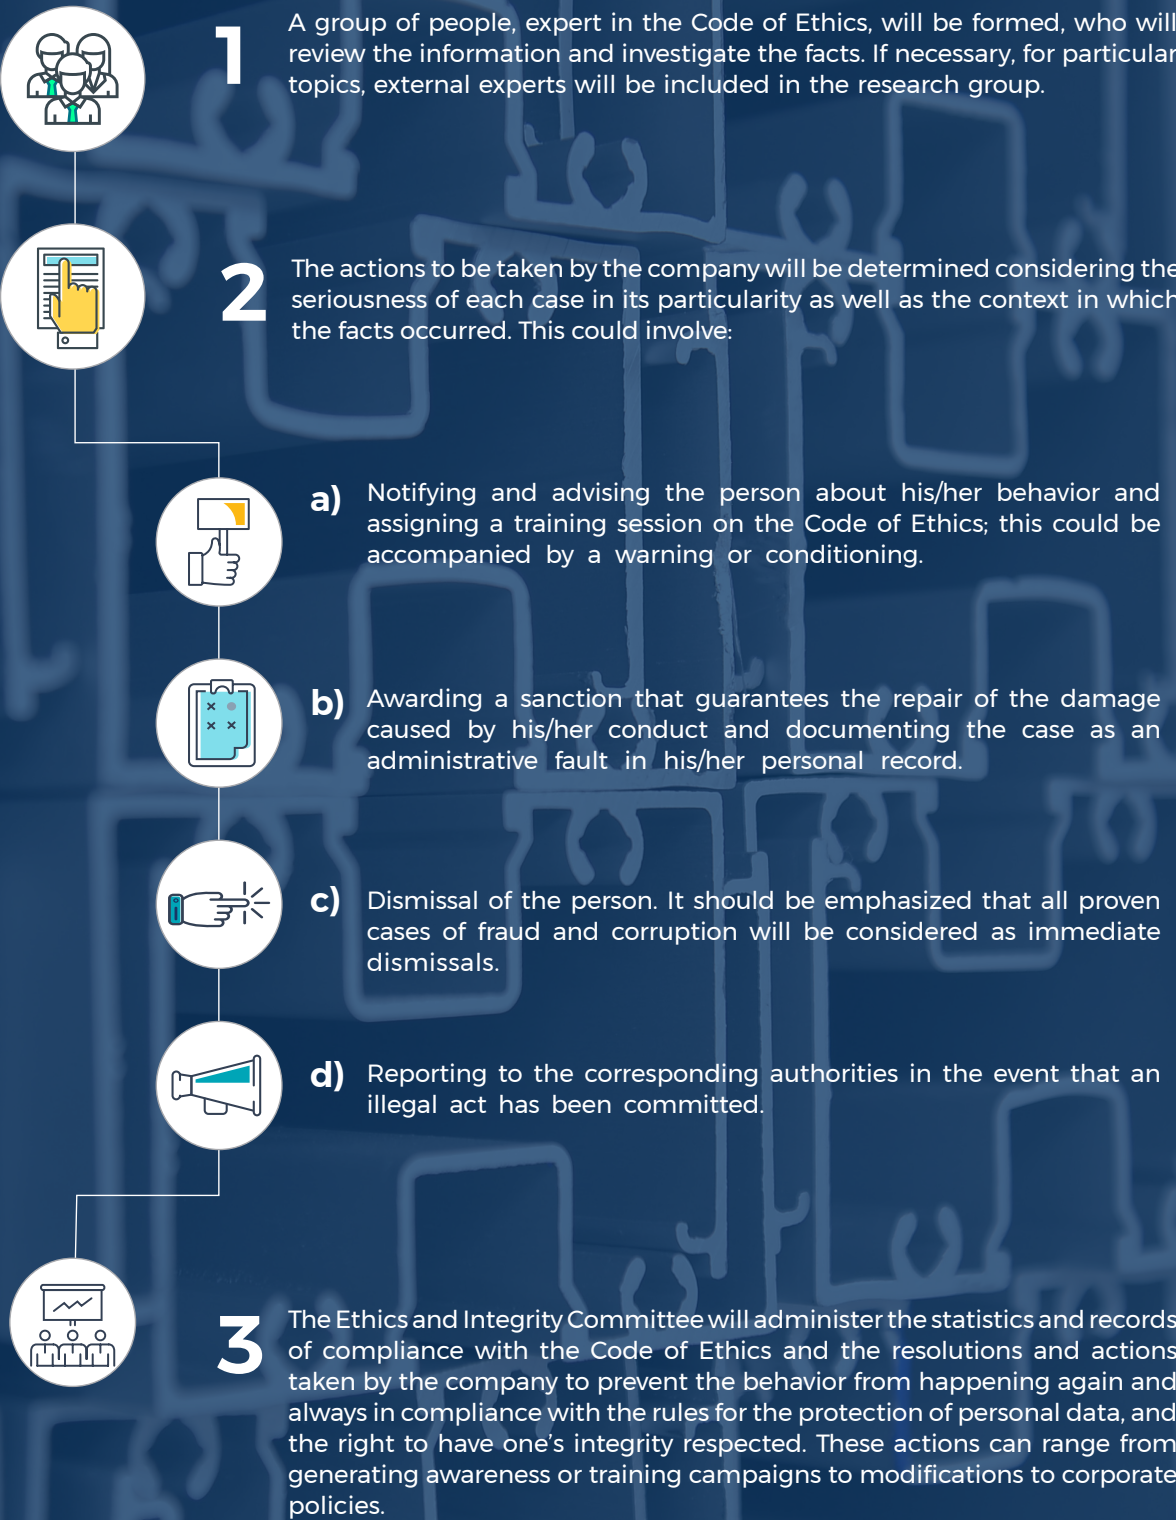 1
A group of people, expert in the Code of Ethics, will be formed, who will
review the information and investigate the facts. If necessary, for particular
topics, external experts will be included in the research group.
2
The actions to be taken by the company will be determined considering the
seriousness of each case in its particularity as well as the context in which
the facts occurred. This could involve:
a) Notifying and advising the person about his/her behavior and
assigning a training session on the Code of Ethics; this could be
accompanied by a warning or conditioning.
b) Awarding a sanction that guarantees the repair of the damage
caused by his/her conduct and documenting the case as an
administrative fault in his/her personal record.
c) Dismissal of the person. It should be emphasized that all proven
cases of fraud and corruption will be considered as immediate
dismissals.
d) Reporting to the corresponding authorities in the event that an
illegal act has been committed.
3
The Ethics and Integrity Committee will administer the statistics and records
of compliance with the Code of Ethics and the resolutions and actions
taken by the company to prevent the behavior from happening again and
always in compliance with the rules for the protection of personal data, and
the right to have one’s integrity respected. These actions can range from
generating awareness or training campaigns to modifications to corporate
policies.